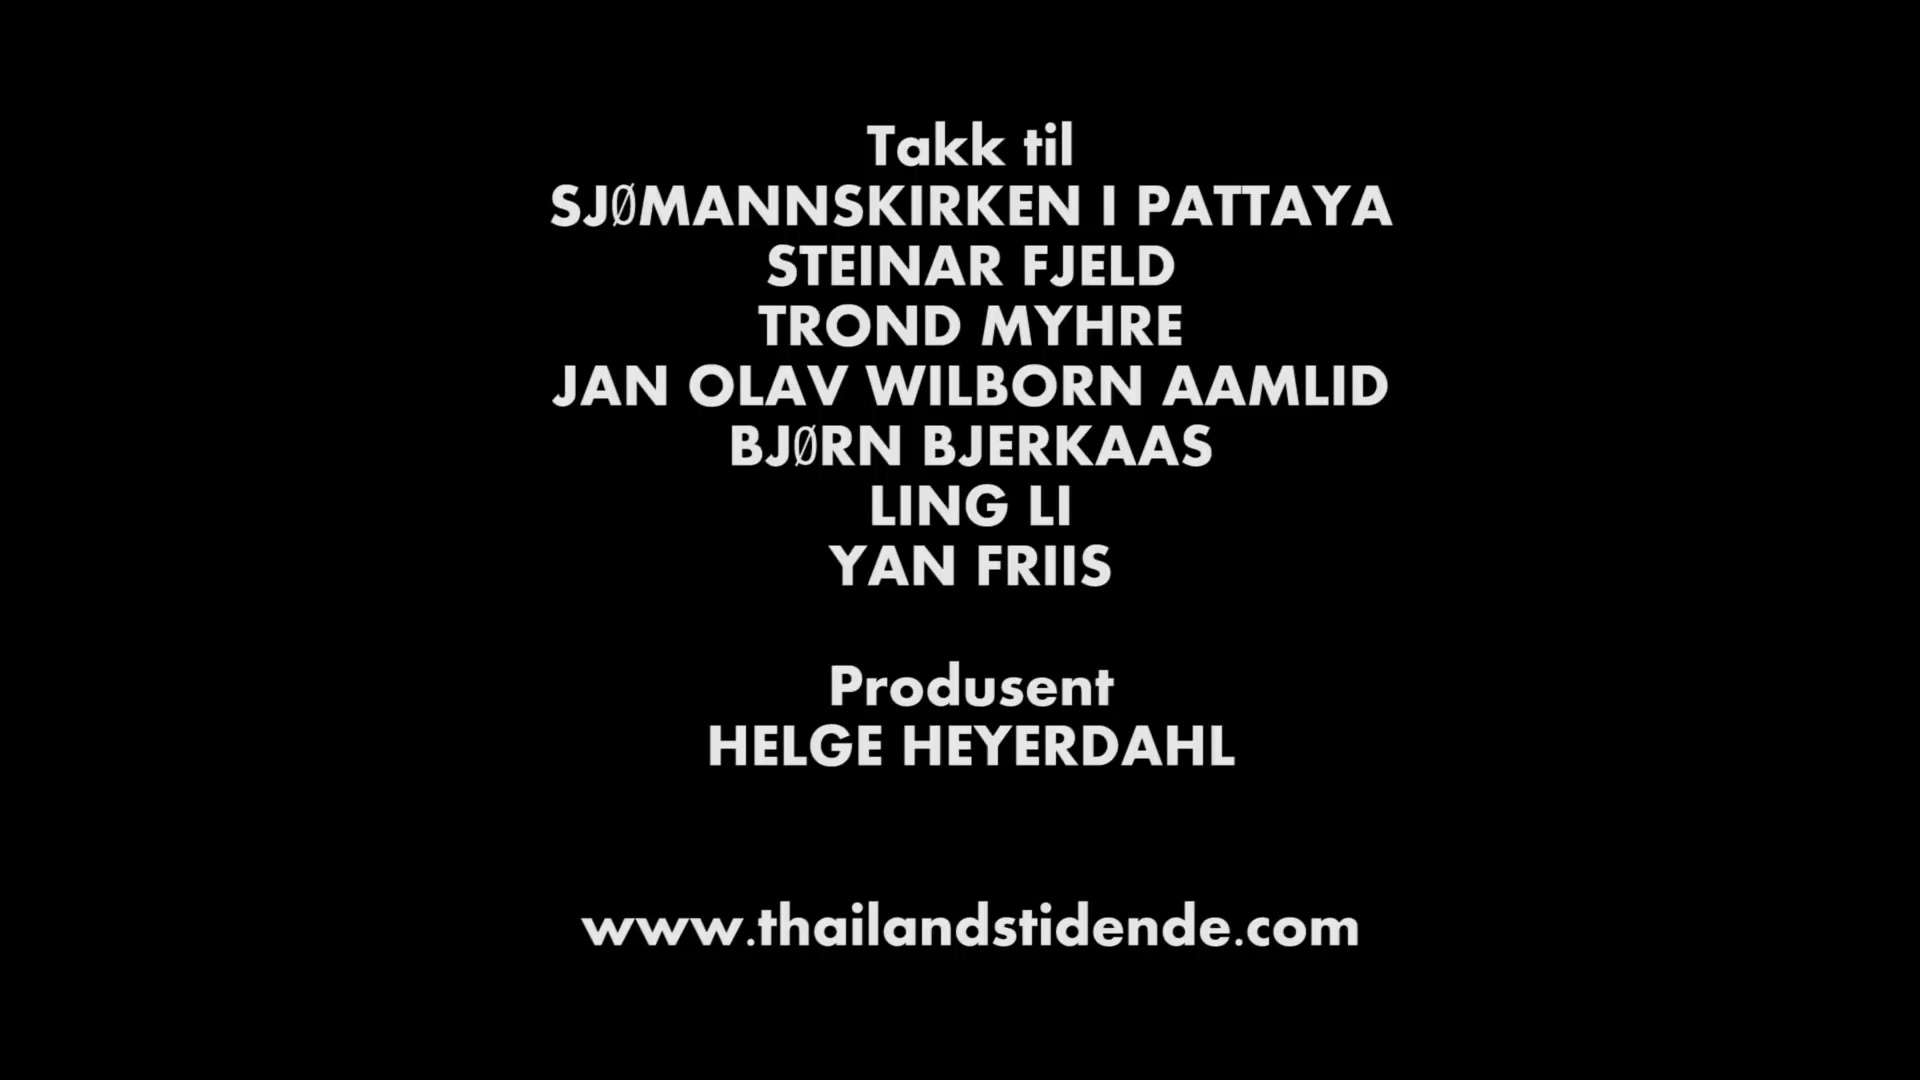 Takk til
SJØMANNSKIRKEN I PATTAYA
STEINAR FJELD
TROND MYHRE
JAN OLAV WILBORN AAMLID
BJØRN BJERKAAS
LING LI
YAN FRIIS
Produsent
HELGE HEYERDAHL
www.thailandstidende.com